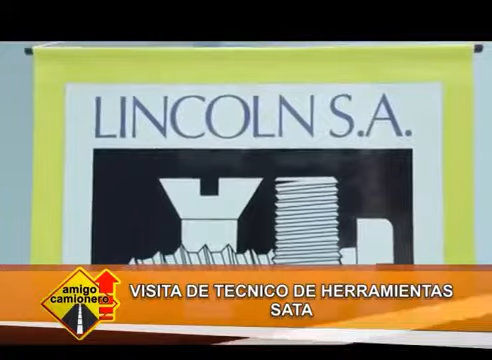 LINCOLN S.A.
amigo
camionero
VISITA DE TECNICO DE HERRAMIENTAS
SATA